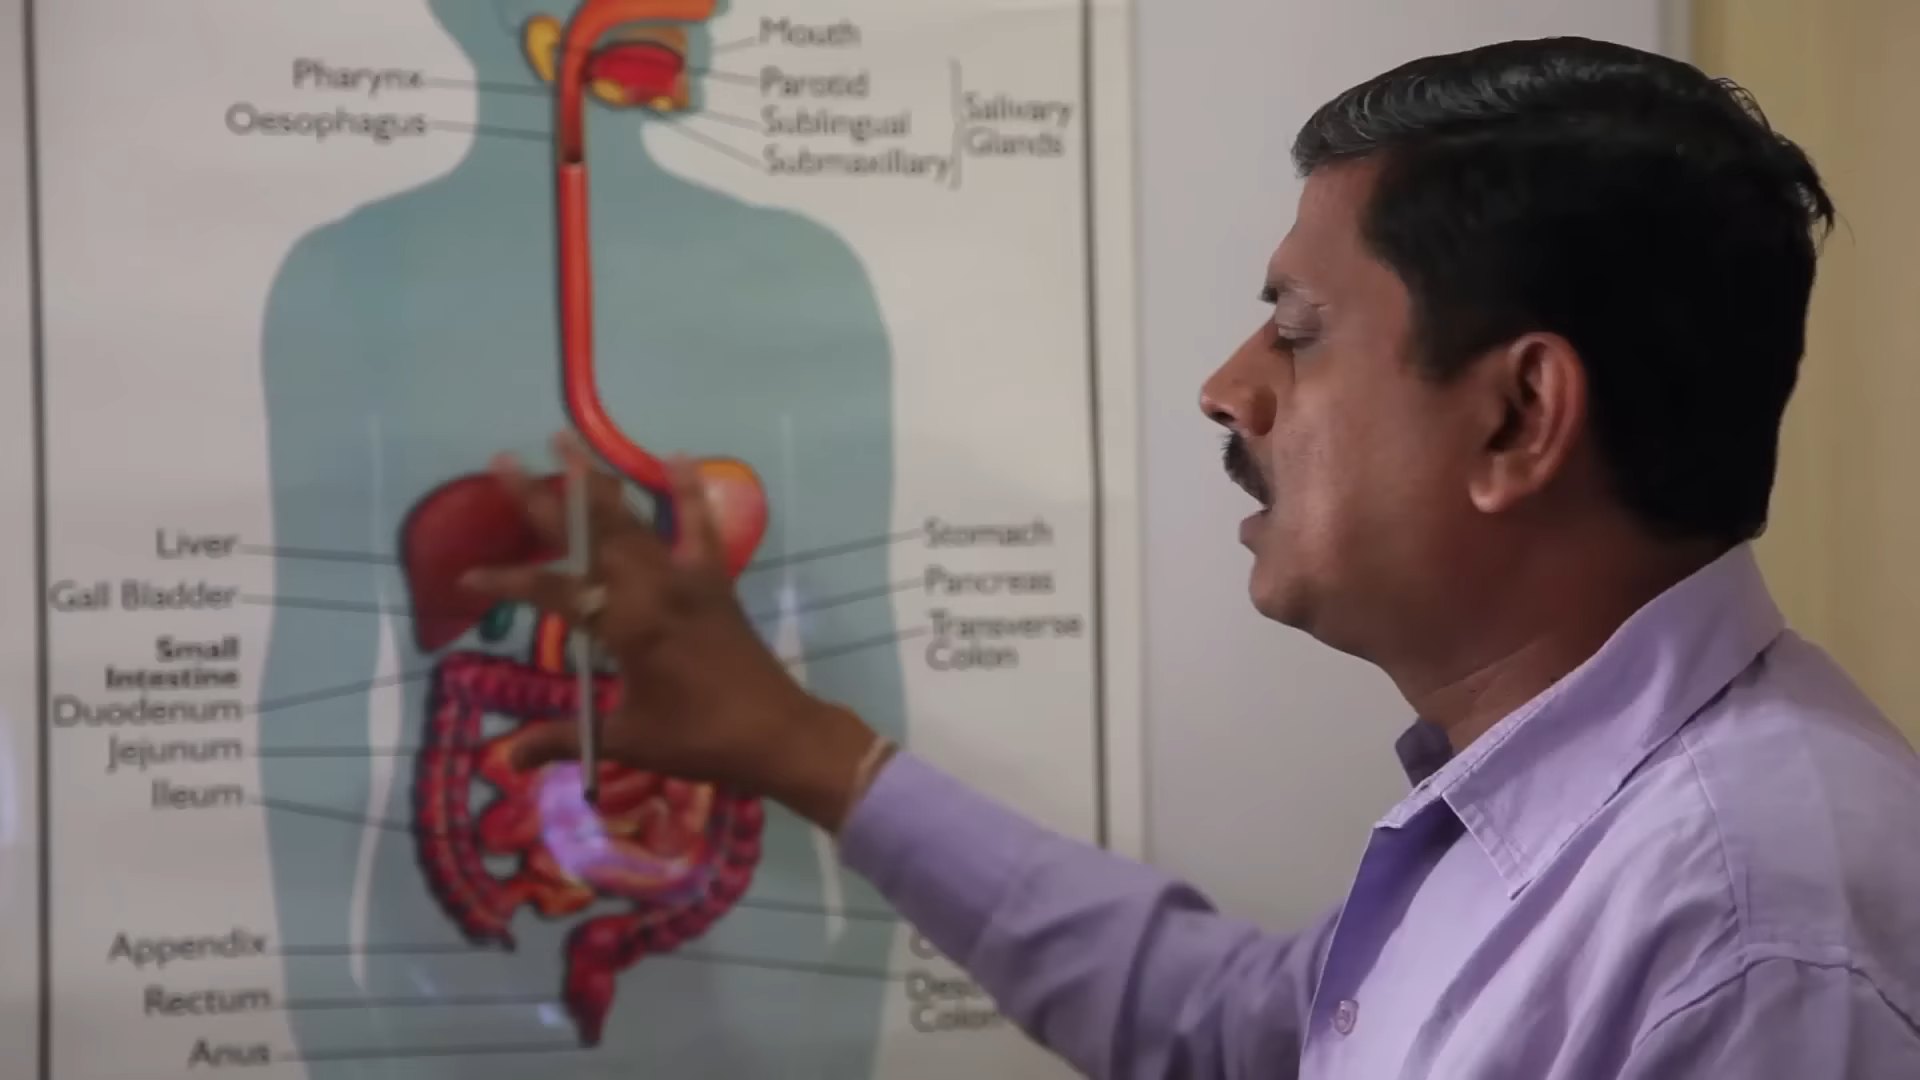 Mouth
Pharynx
Parotid
Oesophagus
Sublingual
Submaxillary
Salivary
Glands
Liver
Gall Bladder
Small
Intestine
Duodenum
Jejunum
Ileum
Stomach
Pancreas
Transverse
Colon
Appendix
Rectum
Anus
Colon